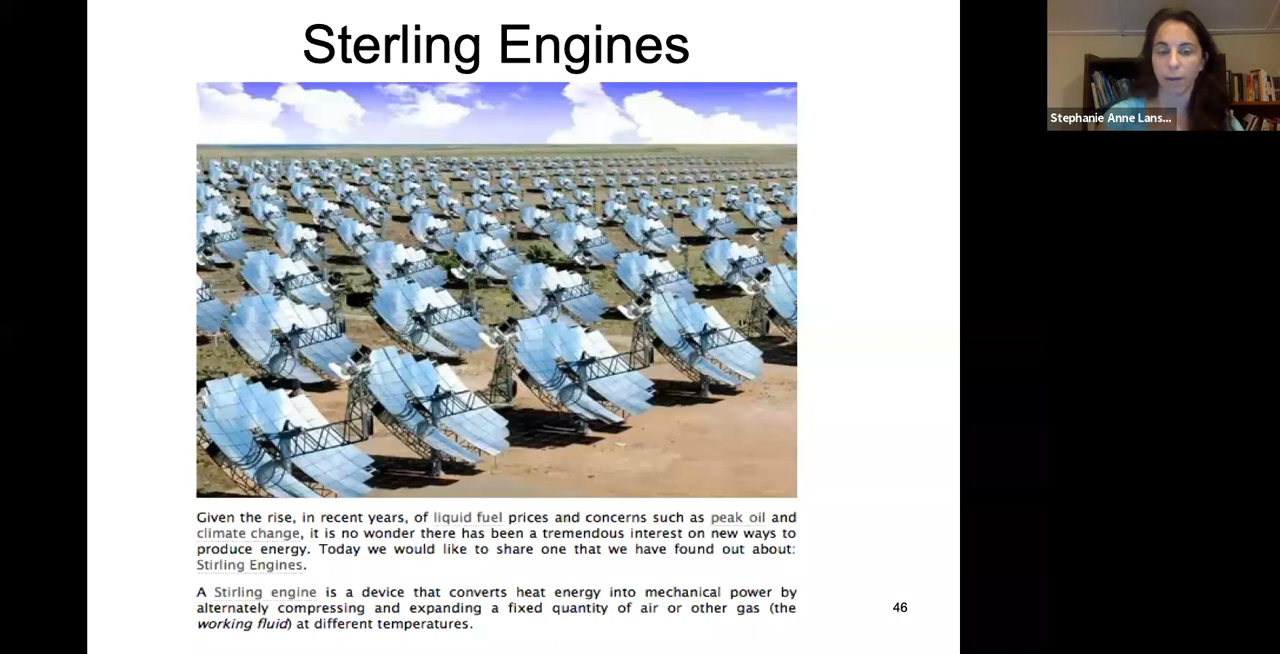 Sterling Engines
Stephanie Anne Lans...
Given the rise, in recent years, of liquid fuel prices and concerns such as peak oil and
climate change, it is no wonder there has been a tremendous interest on new ways to
produce energy. Today we would like to share one that we have found out about:
Stirling Engines.
A Stirling engine is a device that converts heat energy into mechanical power by
alternately compressing and expanding a fixed quantity of air or other gas (the
working fluid) at different temperatures.
46